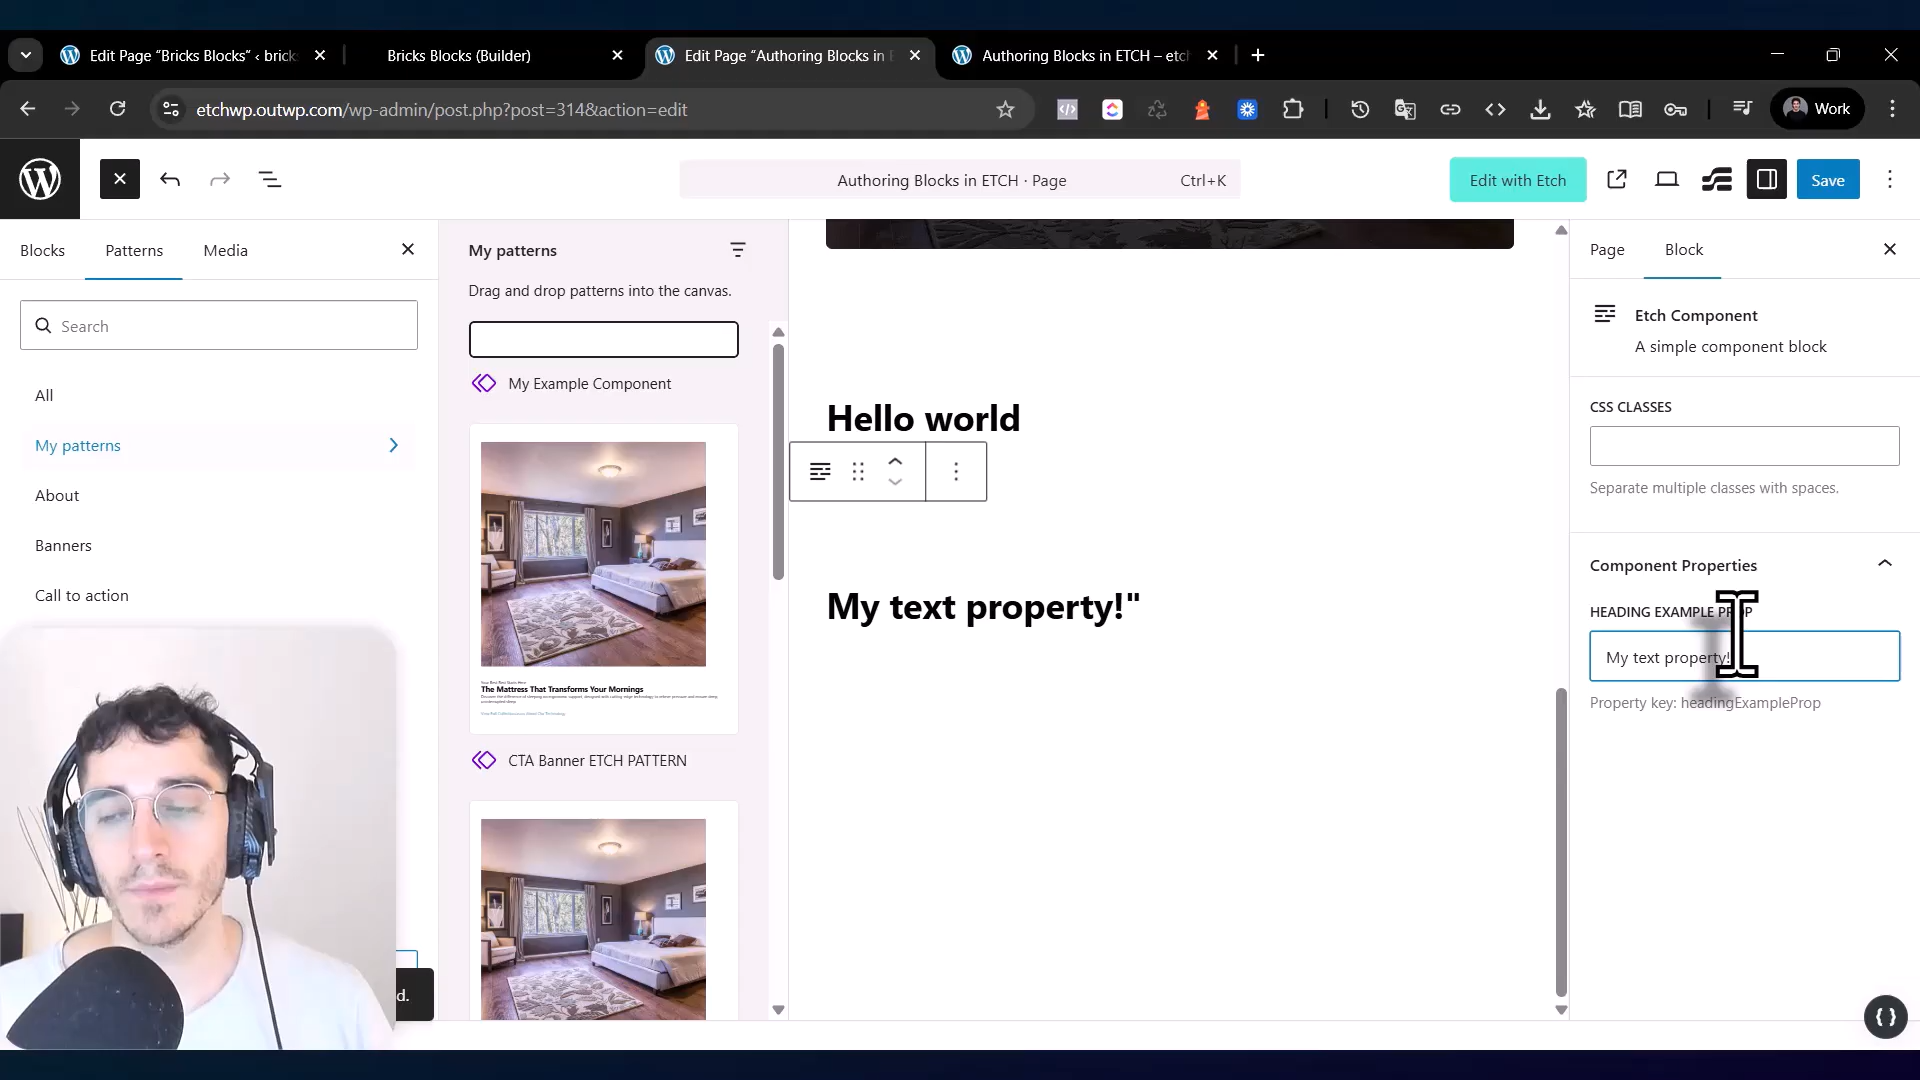 Edit Page “Bricks Blocks” ‹ brick
Bricks Blocks (Builder)
Edit Page “Authoring Blocks in E
Authoring Blocks in ETCH – etch
etchwp.outwp.com/wp-admin/post.php?post=314&action=edit
Work
Authoring Blocks in ETCH · Page
Ctrl+K
Edit with Etch
Save
Blocks
Patterns
Media
Search
All
My patterns
About
Banners
Call to action
d.
My patterns
Drag and drop patterns into the canvas.
My Example Component
The Mattress That Transforms Your Mornings
CTA Banner ETCH PATTERN
Hello world
My text property!"
Page
Block
Etch Component
A simple component block
CSS CLASSES
Separate multiple classes with spaces.
Component Properties
HEADING EXAMPLE PROP
My text property!
Property key: headingExampleProp